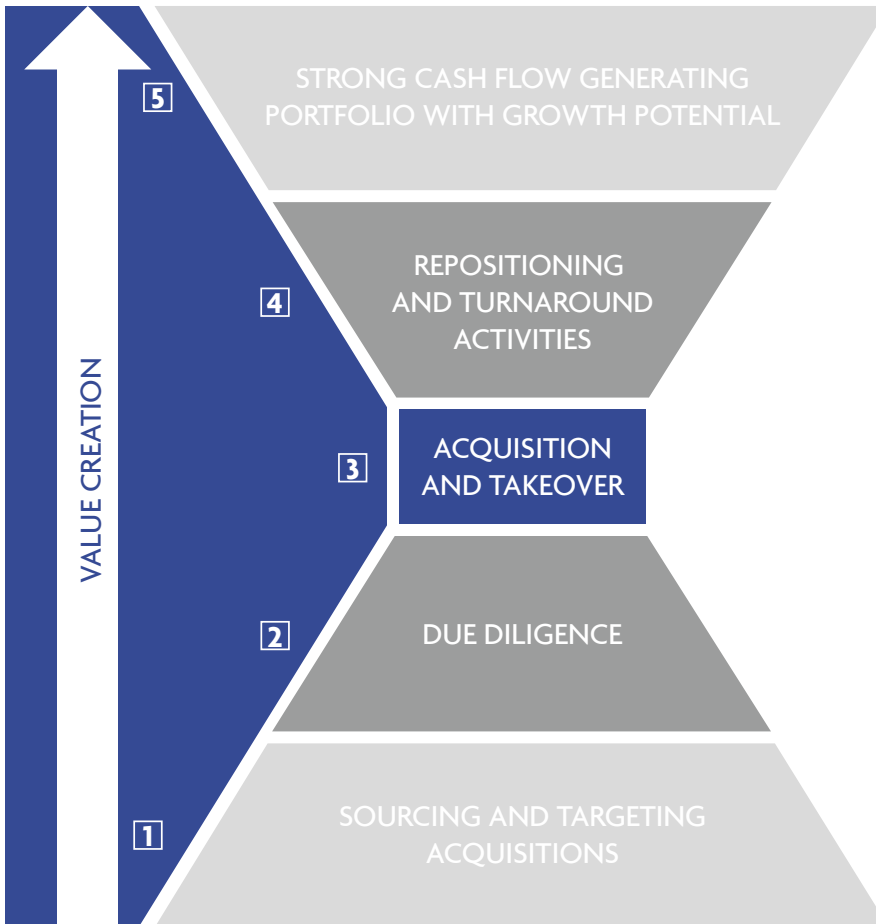 5
STRONG CASH FLOW GENERATING
PORTFOLIO WITH GROWTH POTENTIAL
4
REPOSITIONING
AND TURNAROUND
ACTIVITIES
VALUE CREATION
3
ACQUISITION
AND TAKEOVER
2
DUE DILIGENCE
1
SOURCING AND TARGETING
ACQUISITIONS